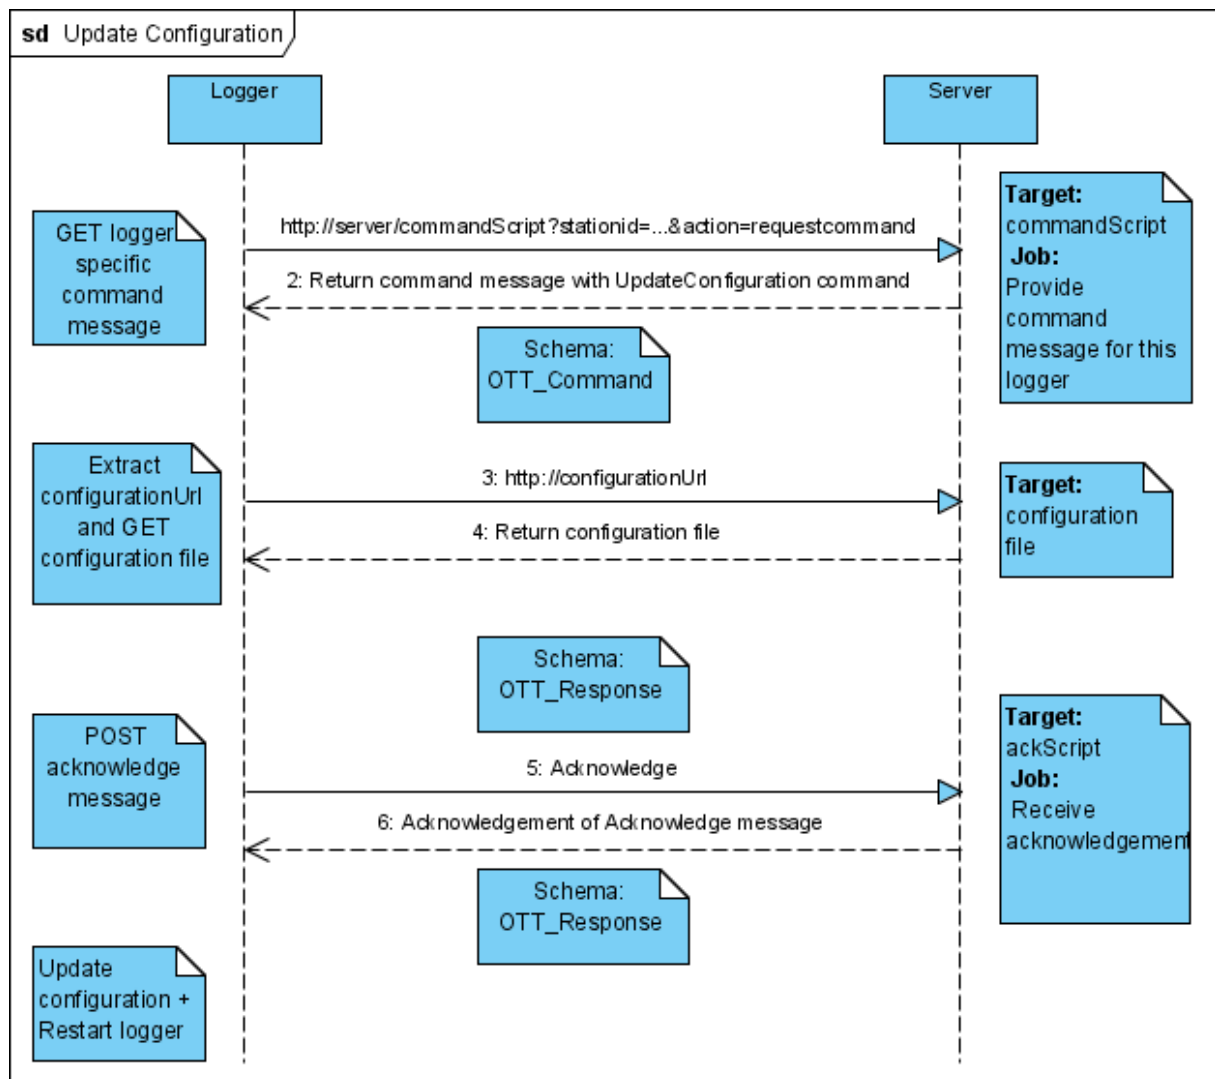 sd Update Configuration
Logger
Server
GET logger
specific
command
message
http://server/commandScript?stationid=...&action=requestcommand
2: Return command message with UpdateConfiguration command
Target:
commandScript
Job:
Provide
command
message for this
logger
Schema:
OTT_Command
Extract
configurationUrl
and GET
configuration file
3: http://configurationUrl
4: Return configuration file
Target:
configuration
file
Schema:
OTT_Response
POST
acknowledge
message
5: Acknowledge
6: Acknowledgement of Acknowledge message
Target:
ackScript
Job:
Receive
acknowledgement
Schema:
OTT_Response
Update
configuration +
Restart logger